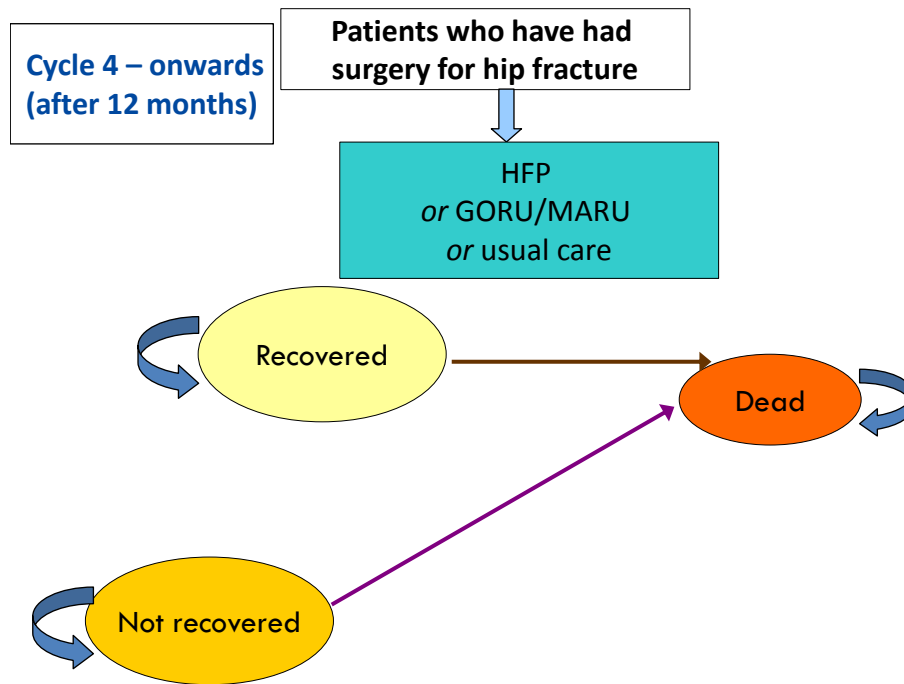 Cycle 4 – onwards
(after 12 months)
Patients who have had
surgery for hip fracture
HFP
or GORU/MARU
or usual care
Recovered
Dead
Not recovered